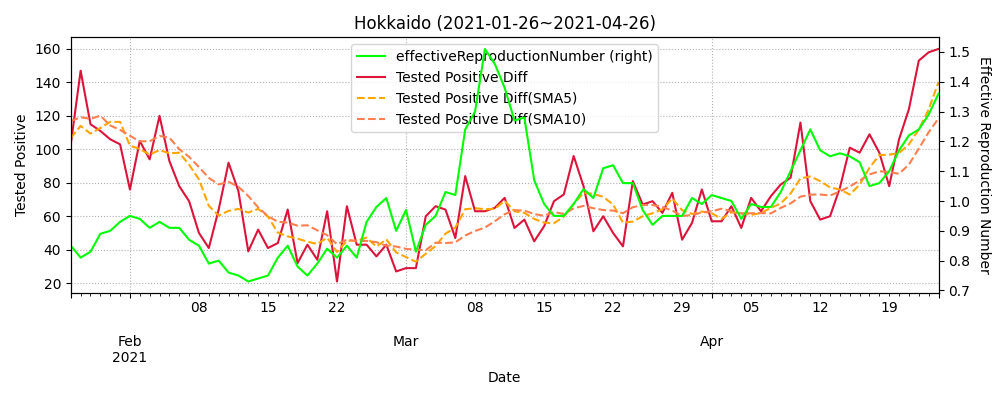 Hokkaido (2021-01-26~2021-04-26)
effectiveReproductionNumber (right)
Tested Positive Diff
Tested Positive Diff(SMA5)
Tested Positive Diff(SMA10)
Tested Positive
160
140
120
100
80
60
40
20
1.5
1.4
1.3
1.2
1.1
1.0
0.9
0.8
0.7
Effective Reproduction Number
08 15 22 08 15 22 29 05 12 19
Feb Mar Apr
2021
Date